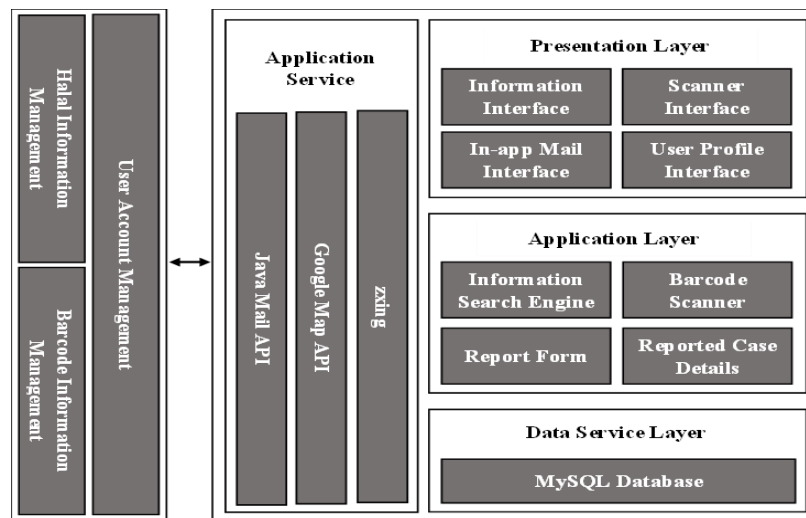 Halal Information
Management
Barcode Information
Management
User Account Management
Application
Service
Java Mail API
Google Map API
zxing
Presentation Layer
Information
Interface
Scanner
Interface
In-app Mail
Interface
User Profile
Interface
Application Layer
Information
Search Engine
Barcode
Scanner
Report Form
Reported Case
Details
Data Service Layer
MySQL Database